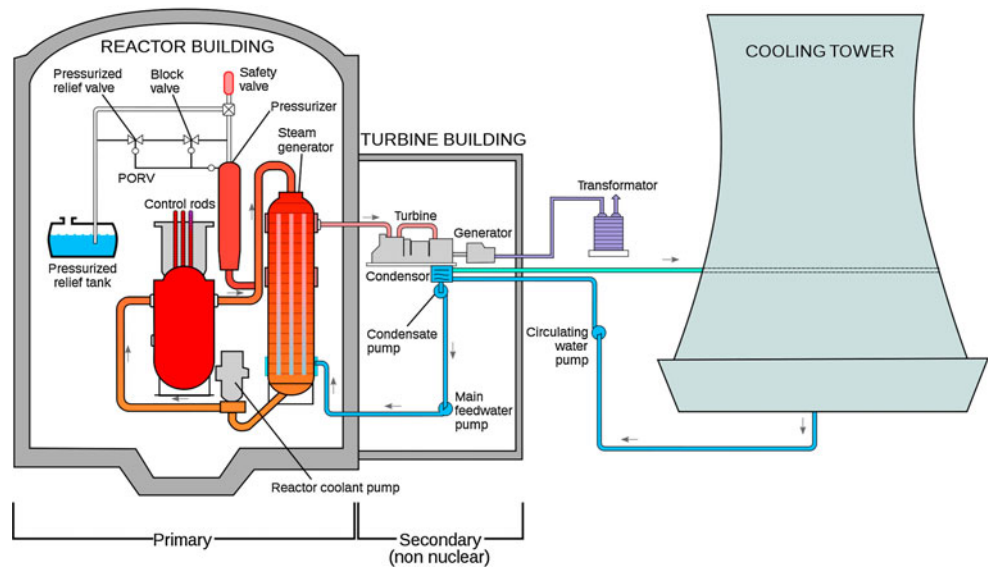 REACTOR BUILDING
COOLING TOWER
Pressurized
relief valve
Block
valve
Safety
valve
Pressurizer
Steam
generator
TURBINE BUILDING
PORV
Control rods
Turbine
Generator
Transformator
Pressurized
relief tank
Condensor
Condensate
pump
Circulating
water
pump
Main
feedwater
pump
Reactor coolant pump
Primary
Secondary
(non nuclear)